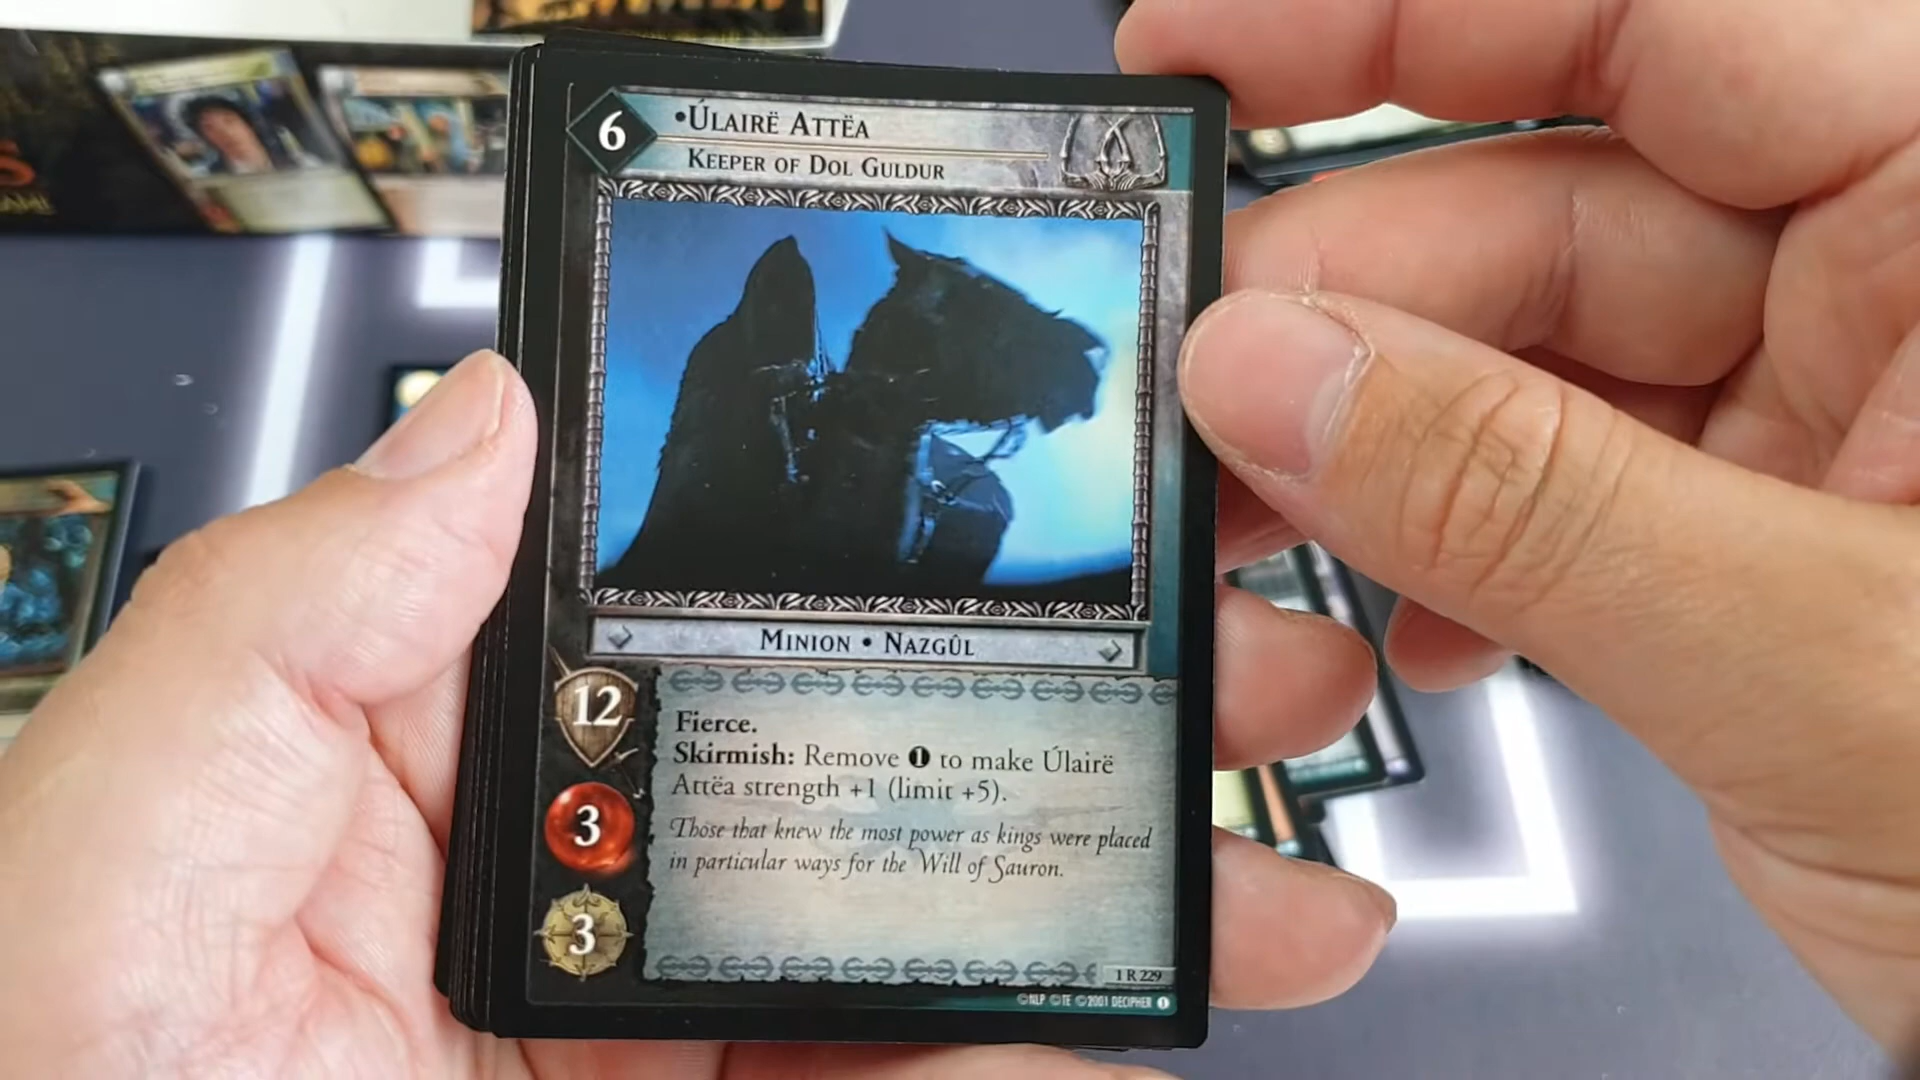 6
•Úlairë Attëa
Keeper of Dol Guldur
Minion • Nazgûl
12
Fierce.
Skirmish: Remove 1 to make Úlairë
Attëa strength +1 (limit +5).
3
Those that knew the most power as kings were placed
in particular ways for the Will of Sauron.
3
1 R 229
©NLP ©TE ©2001 DECIPHER